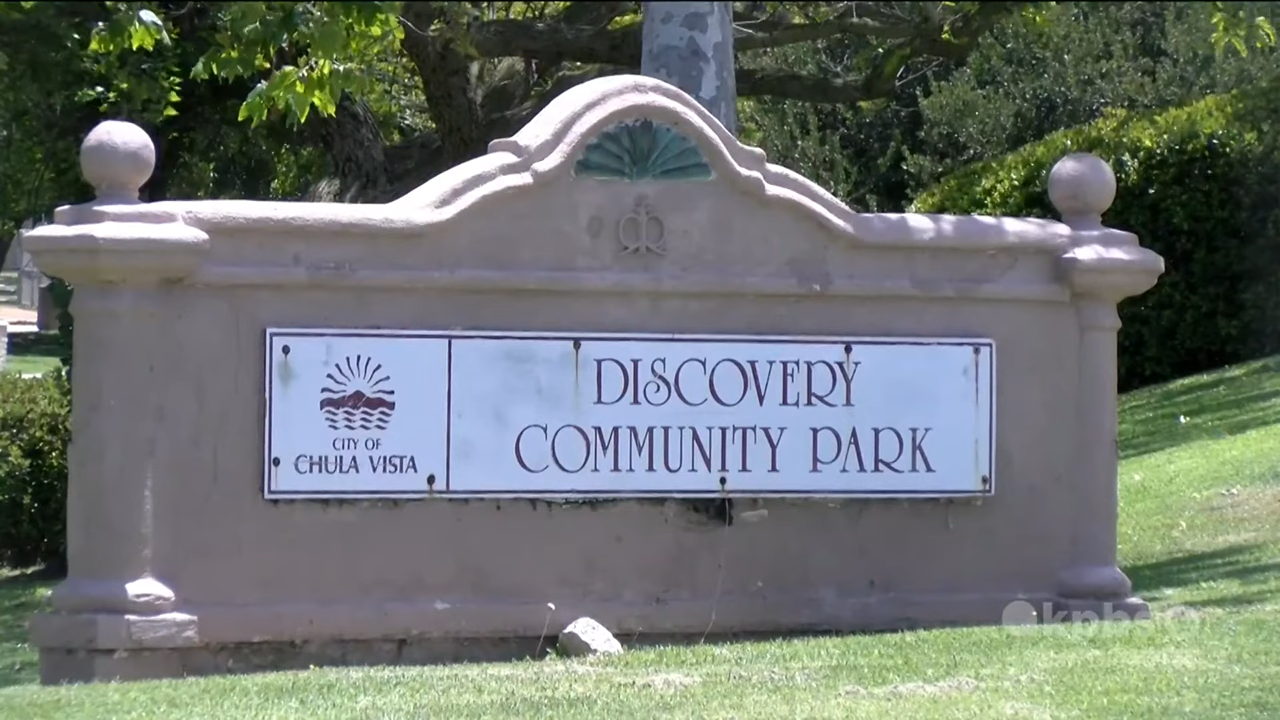 CITY OF
CHULA VISTA
DISCOVERY
COMMUNITY PARK
kpbs